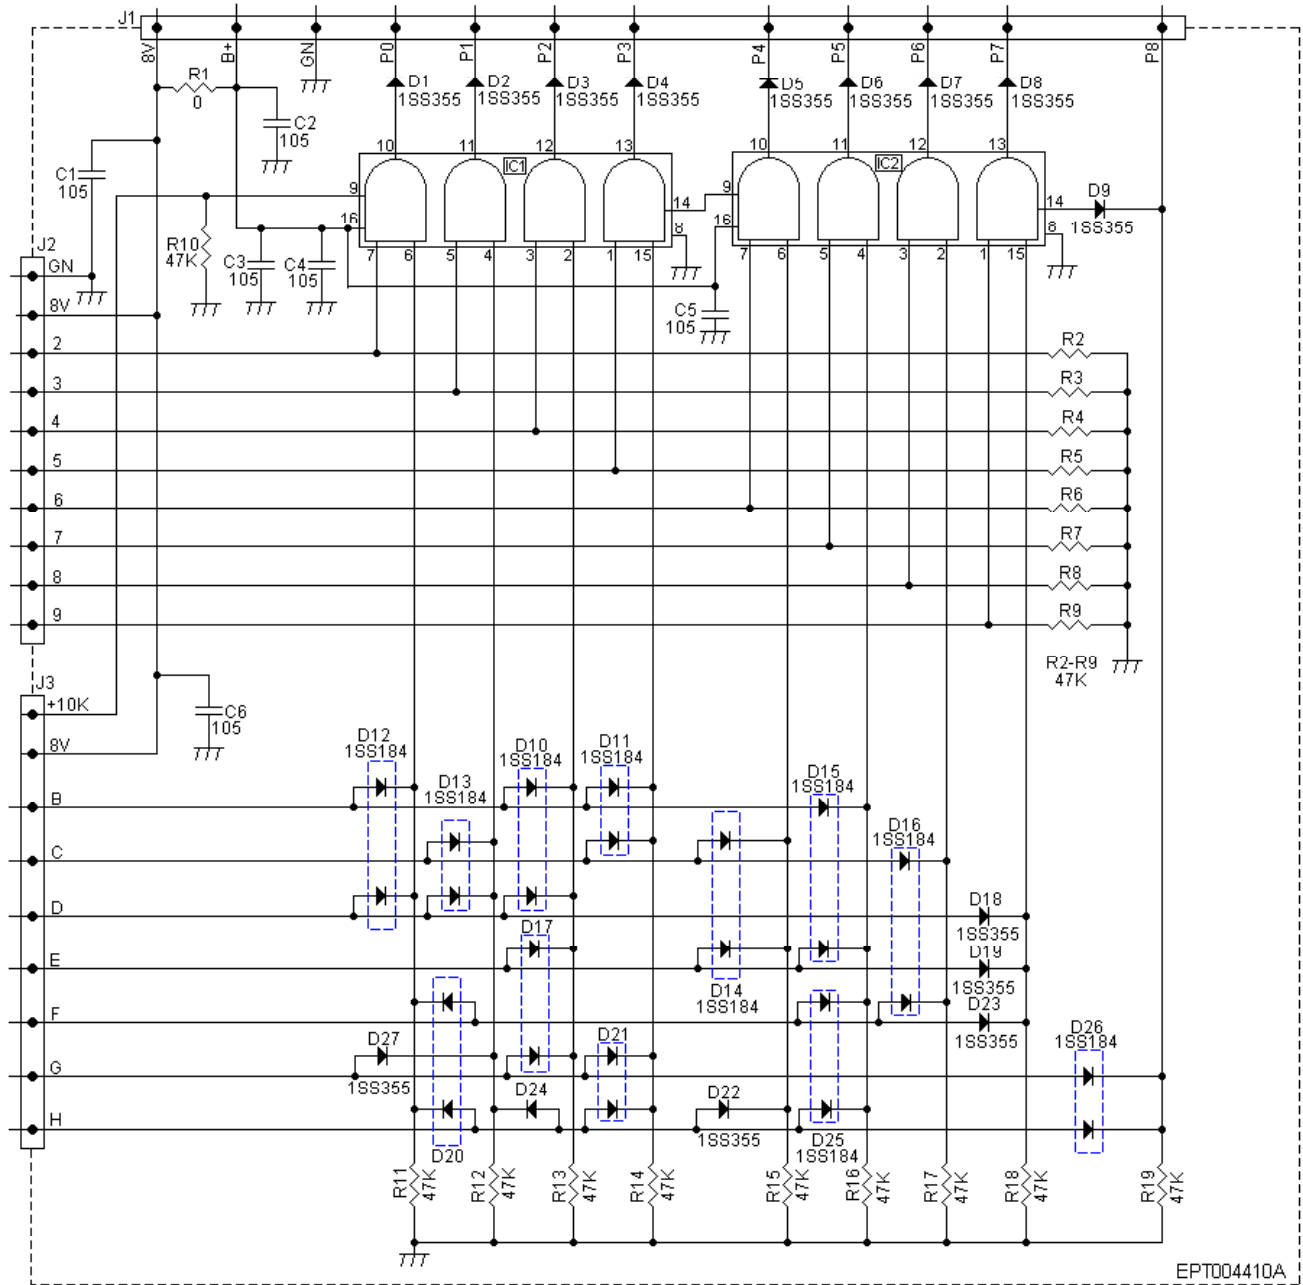 J1
8V
B+
GN
P0
P1
P2
P3
P4
P5
P6
P7
P8
R1
0
D1
1SS355
D2
1SS355
D3
1SS355
D4
1SS355
D5
1SS355
D6
1SS355
D7
1SS355
D8
1SS355
C2
105
C1
105
10
11
12
13
IC1
10
11
12
13
IC2
9
16
14
8
9
16
14
8
D9
1SS355
R10
47K
C3
105
C4
105
7
6
5
4
3
2
1
15
7
6
5
4
3
2
1
15
C5
105
J2
GN
8V
2
R2
3
R3
4
R4
5
R5
6
R6
7
R7
8
R8
9
R9
R2-R9
47K
J3
+10K
8V
C6
105
D12
1SS184
D13
1SS184
D10
1SS184
D11
1SS184
D15
1SS184
D16
1SS184
B
C
D
D18
1SS355
D17
E
D19
1SS355
D14
1SS184
F
D23
1SS355
D27
1SS355
D21
D26
1SS184
G
D24
D22
1SS355
H
D20
D25
1SS184
R11
47K
R12
47K
R13
47K
R14
47K
R15
47K
R16
47K
R17
47K
R18
47K
R19
47K
EPT004410A